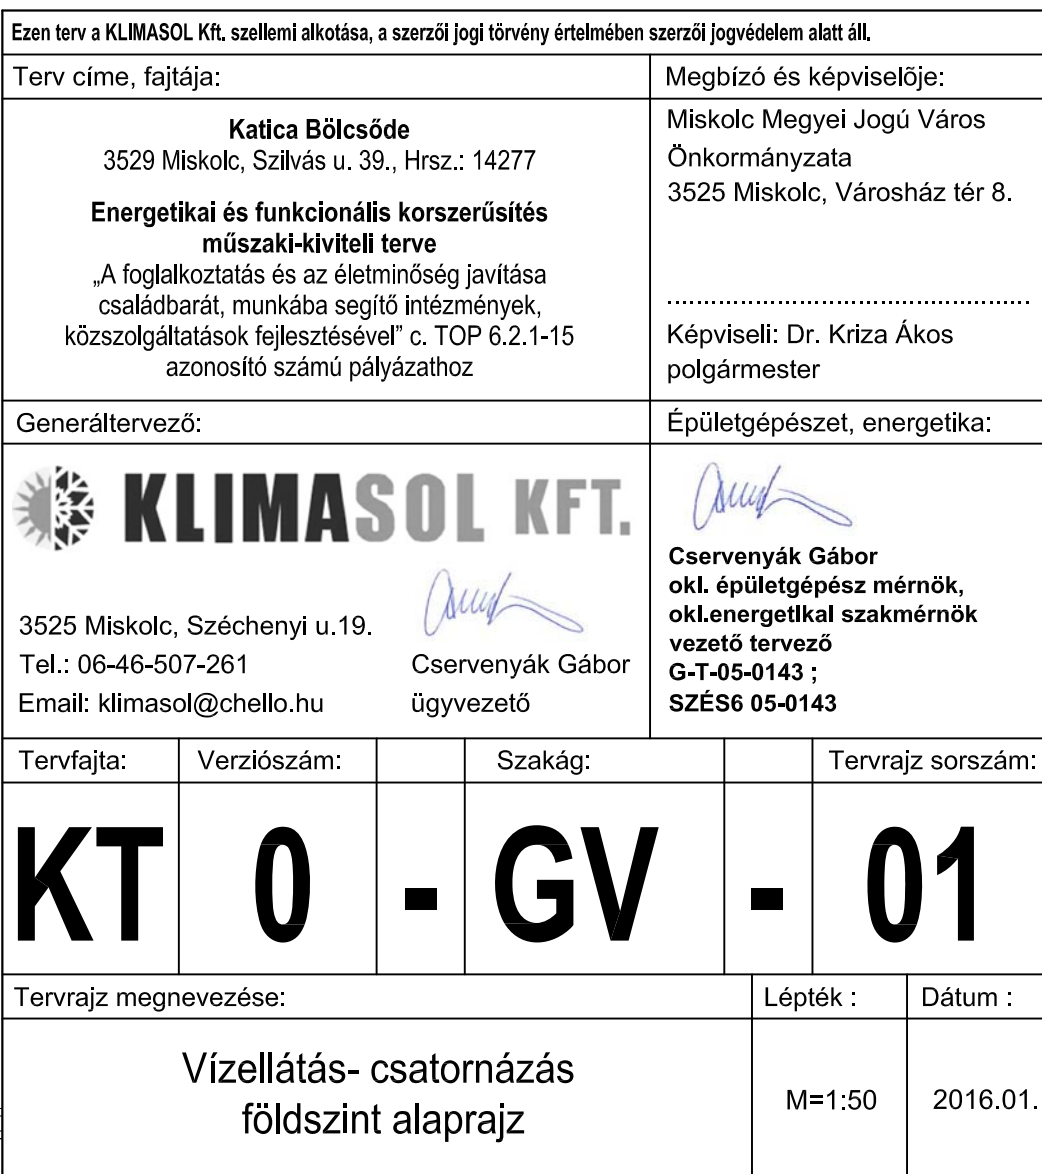 Ezen terv a KLIMASOL Kft. szellemi alkotása, a szerzői jogi törvény értelmében szerzői jogvédelem alatt áll.
Terv címe, fajtája:
Katica Bölcsőde
3529 Miskolc, Szilvás u. 39., Hrsz.: 14277
Energetikai és funkcionális korszerűsítés
műszaki-kiviteli terve
„A foglalkoztatás és az életminőség javítása
családbarát, munkába segítő intézmények,
közszolgáltatások fejlesztésével” c. TOP 6.2.1-15
azonosító számú pályázathoz
Megbízó és képviselõje:
Miskolc Megyei Jogú Város
Önkormányzata
3525 Miskolc, Városház tér 8.
................................................
Képviseli: Dr. Kriza Ákos
polgármester
Generáltervező:
KLIMASOL KFT.
3525 Miskolc, Széchenyi u.19.
Tel.: 06-46-507-261
Email: klimasol@chello.hu
Cservenyák Gábor
ügyvezető
Épületgépészet, energetika:
Cservenyák Gábor
okl. épületgépész mérnök,
okl.energetIkal szakmérnök
vezető tervező
G-T-05-0143 ;
SZÉS6 05-0143
Tervfajta: Verziószám: Szakág: Tervrajz sorszám:
KT 0 - GV - 01
Tervrajz megnevezése: Lépték : Dátum :
Vízellátás- csatornázás
földszint alaprajz
M=1:50 2016.01.